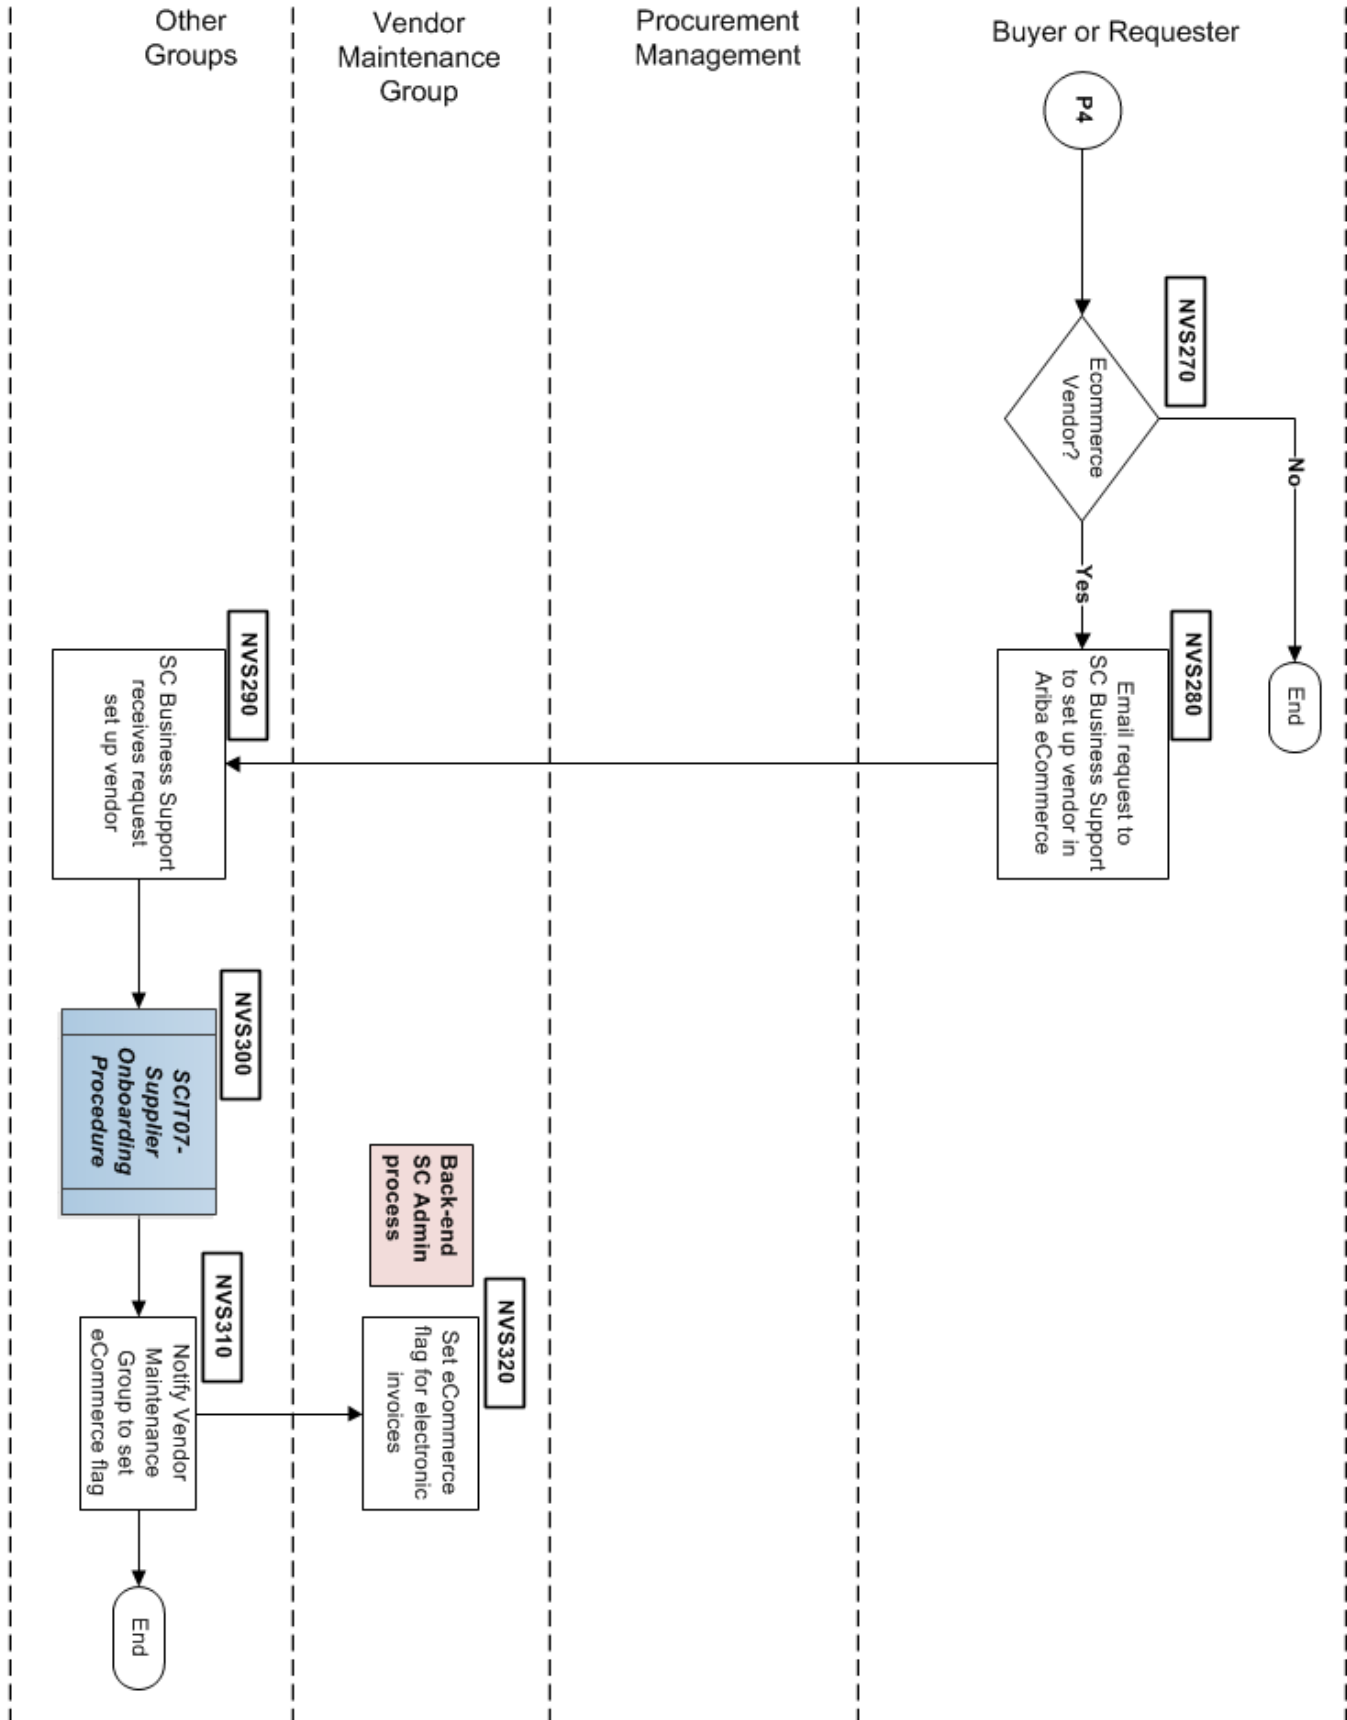 Other
Groups
Vendor
Maintenance
Group
Procurement
Management
Buyer or Requester
P4
NVS270
Ecommerce
Vendor?
No
End
Yes
NVS280
Email request to
SC Business Support
to set up vendor in
Ariba eCommerce
NVS290
SC Business Support
receives request
set up vendor
NVS300
SCIT07-
Supplier
Onboarding
Procedure
Back-end
SC Admin
process
NVS310
Notify Vendor
Maintenance
Group to set
eCommerce flag
NVS320
Set eCommerce
flag for electronic
invoices
End